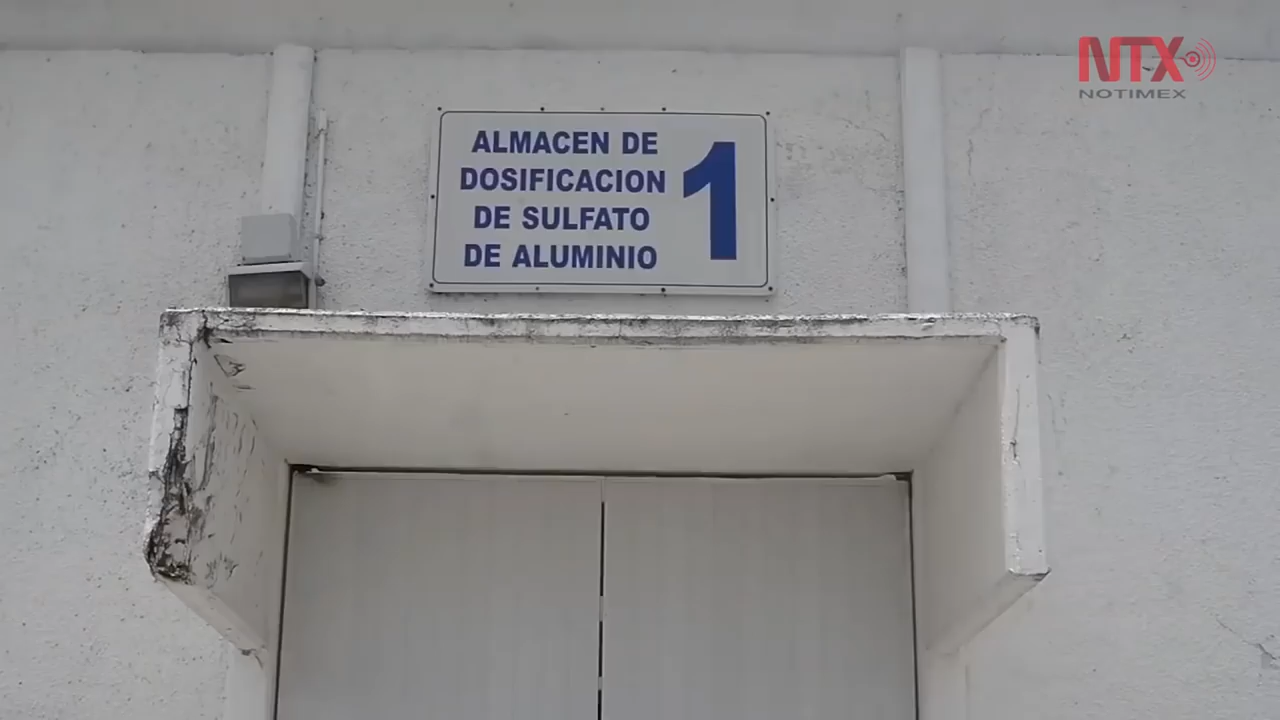 NTX
NOTIMEX
ALMACEN DE
DOSIFICACION
DE SULFATO
DE ALUMINIO
1